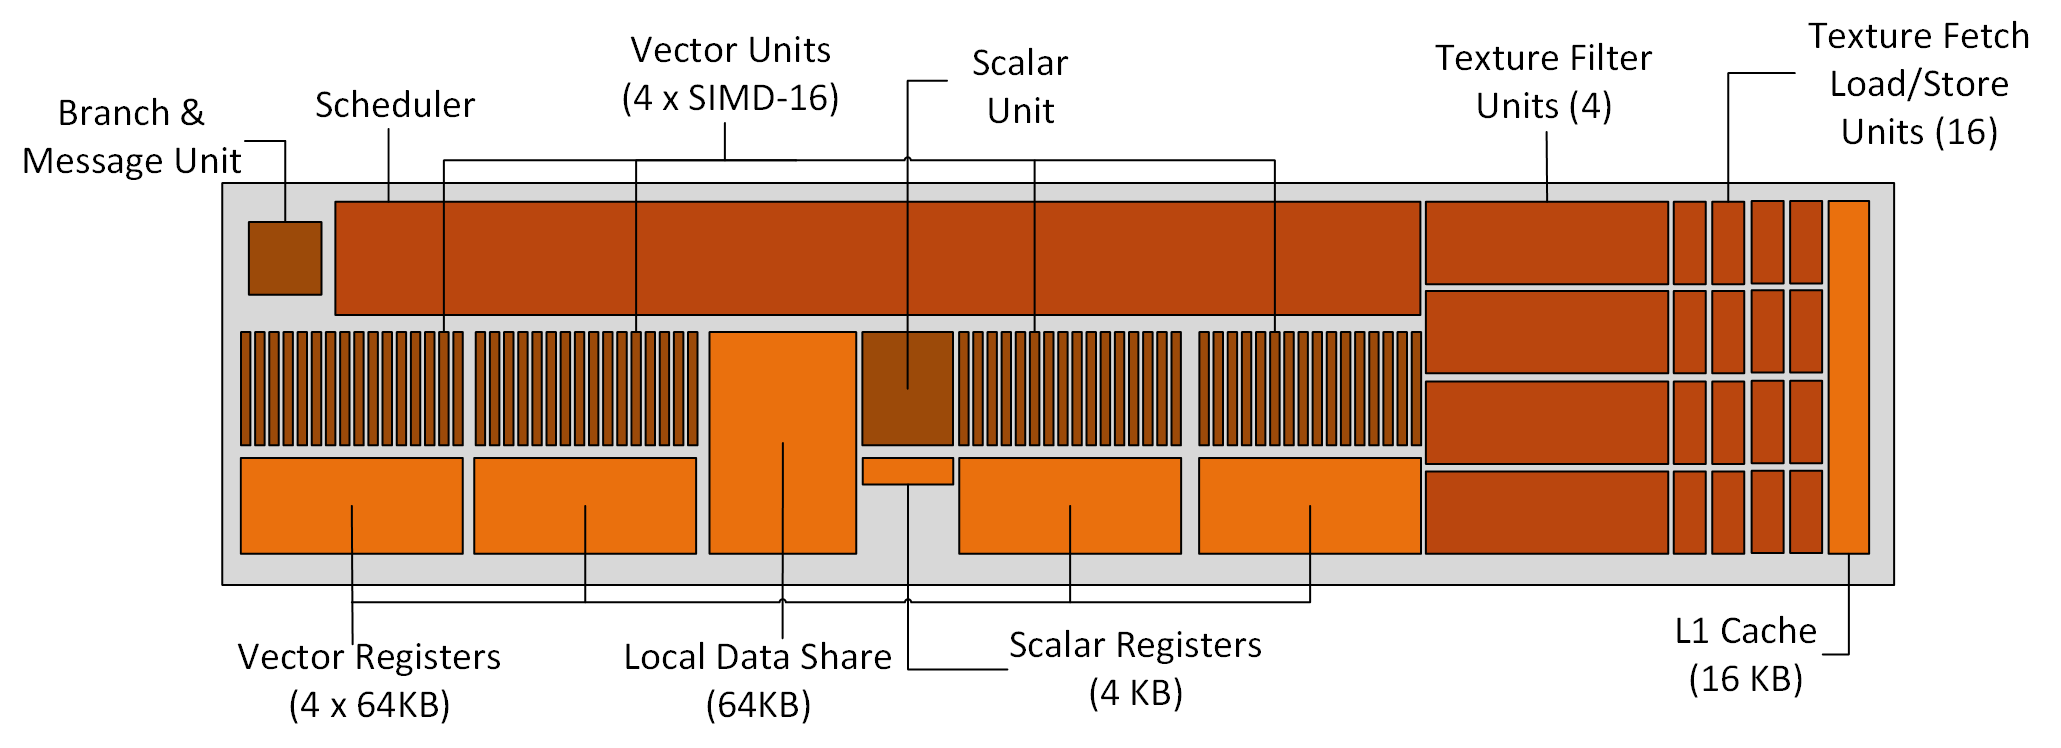 Branch &
Message Unit
Scheduler
Vector Units
(4 x SIMD-16)
Scalar
Unit
Texture Filter
Units (4)
Texture Fetch
Load/Store
Units (16)
Vector Registers
(4 x 64KB)
Local Data Share
(64KB)
Scalar Registers
(4 KB)
L1 Cache
(16 KB)